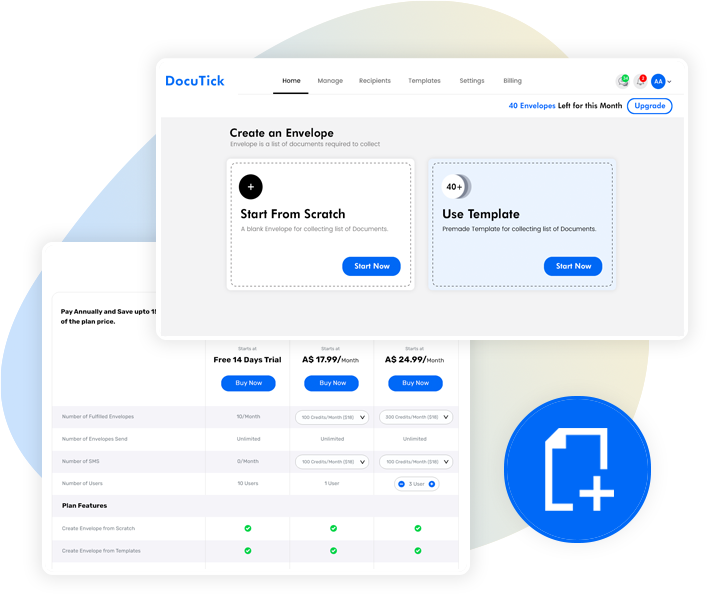 DocuTick
Home Manage Recipients Templates Settings Billing
AA
40 Envelopes Left for this Month Upgrade
Create an Envelope
Envelope is a list of documents required to collect
+
Start From Scratch
A blank Envelope for collecting list of Documents.
Start Now
40+
Use Template
Premade Template for collecting list of Documents.
Start Now
Pay Annually and Save upto
of the plan price.
Starts at Starts at Starts at
Free 14 Days Trial A$ 17.99/Month A$ 24.99/Month
Buy Now Buy Now Buy Now
Number of Fulfilled Envelopes 10/Month 100 Credits/Month ($18) 300 Credits/Month ($18)
Number of Envelopes Send Unlimited Unlimited Unlimited
Number of SMS 0/Month 100 Credits/Month ($18) 100 Credits/Month ($18)
Number of Users 10 Users 1 User 3 User
Plan Features
Create Envelope from Scratch
Create Envelope from Templates